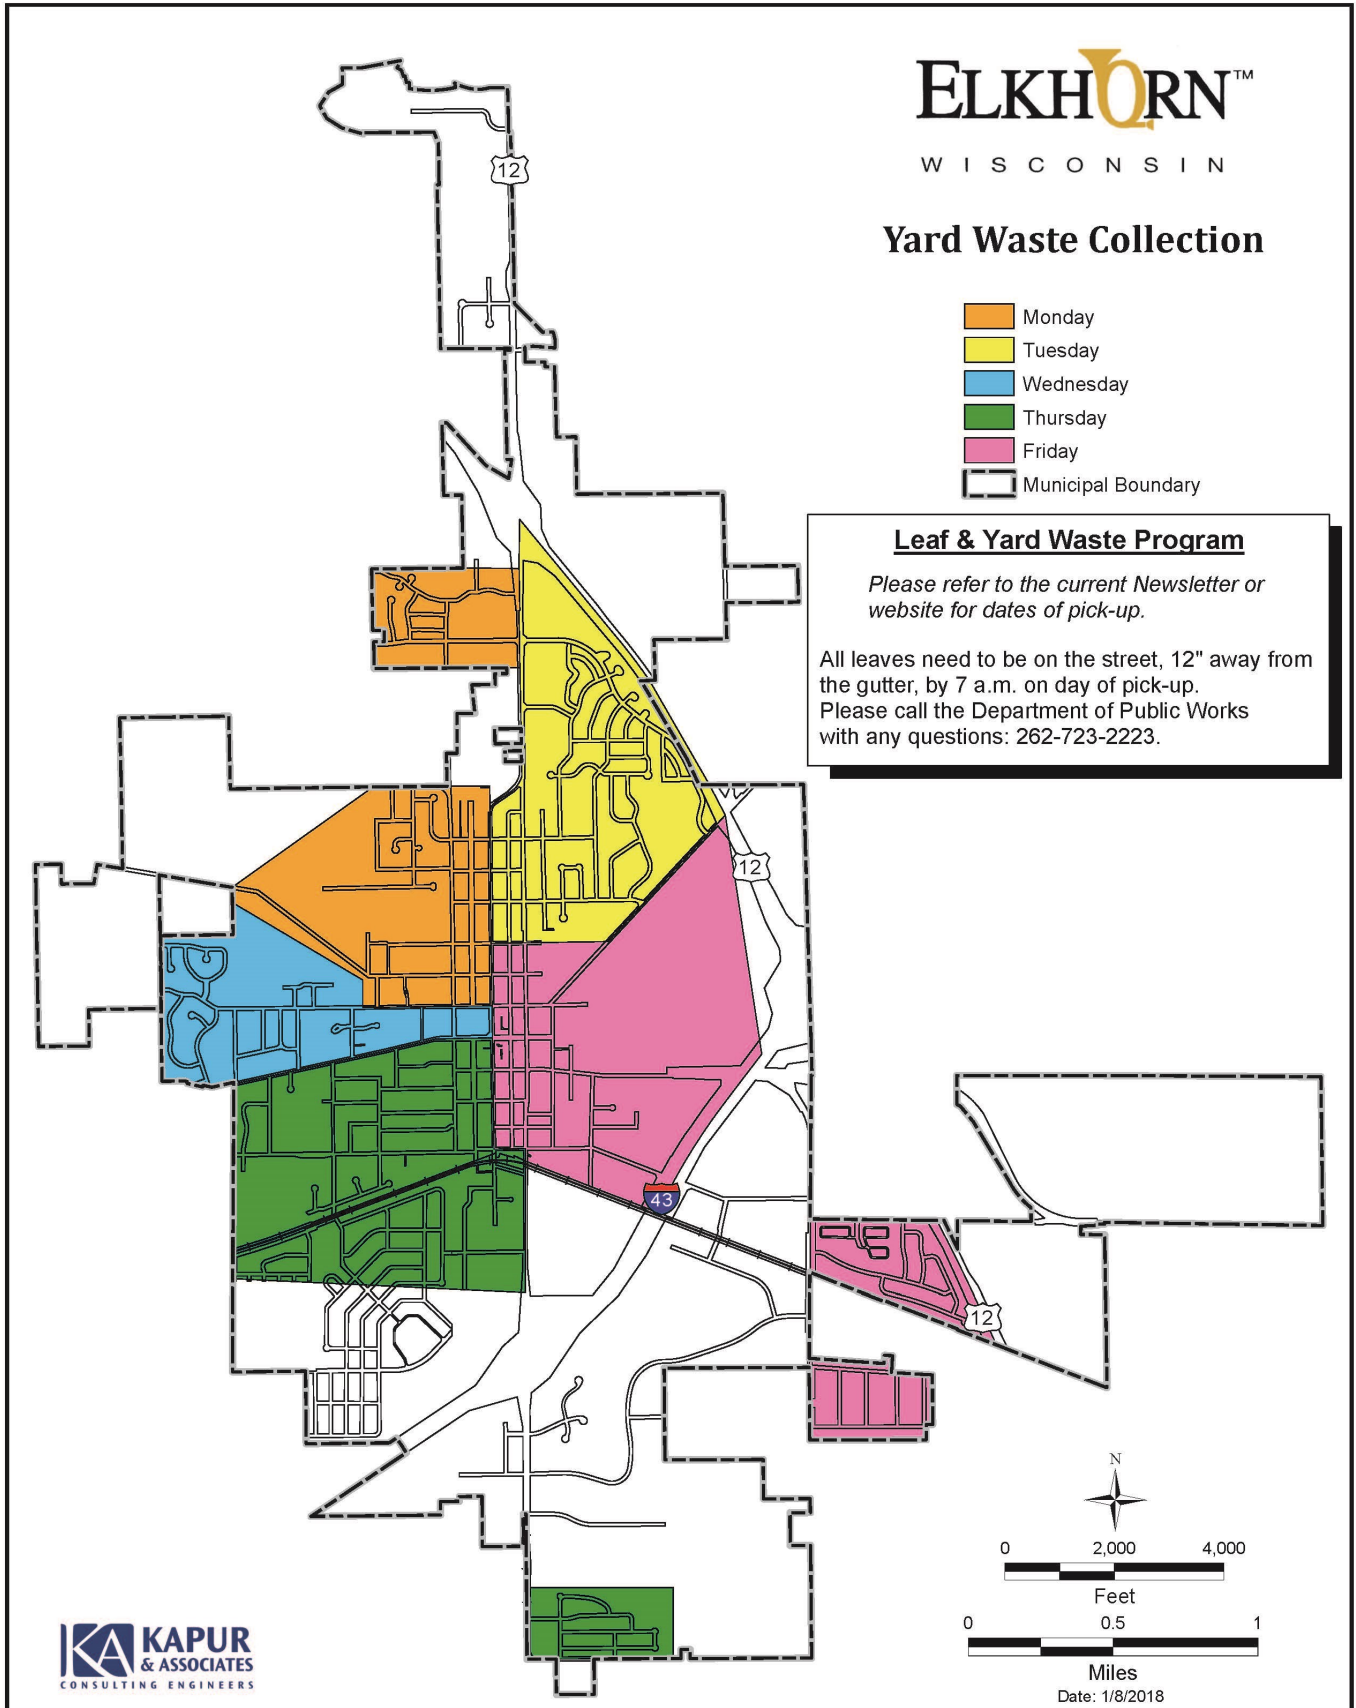 ELKHORN™
WISCONSIN
Yard Waste Collection
Monday
Tuesday
Wednesday
Thursday
Friday
Municipal Boundary
Leaf & Yard Waste Program
Please refer to the current Newsletter or
website for dates of pick-up.
All leaves need to be on the street, 12" away from
the gutter, by 7 a.m. on day of pick-up.
Please call the Department of Public Works
with any questions: 262-723-2223.
12
12
43
12
N
0 2,000 4,000
Feet
0 0.5 1
Miles
Date: 1/8/2018
KA KAPUR
& ASSOCIATES
CONSULTING ENGINEERS